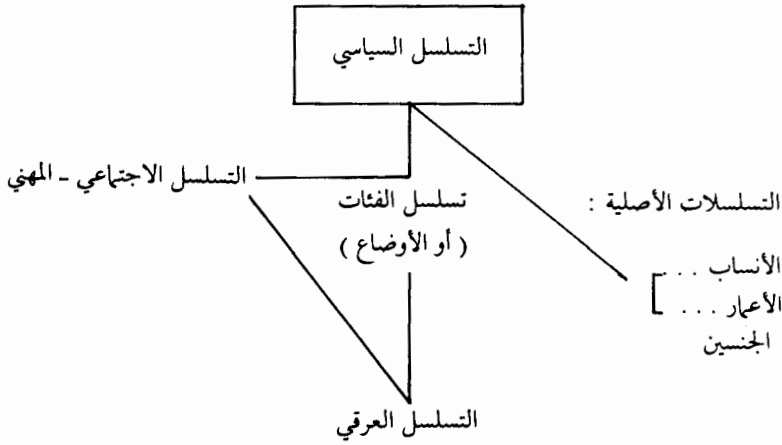 التسلسل السياسي
التسلسلات الأصلية :
الأنساب . . .
الأعمار . . .
الجنسين
تسلسل الفئات
( أو الأوضاع )
التسلسل الاجتماعي ـ المهني
التسلسل العرقي